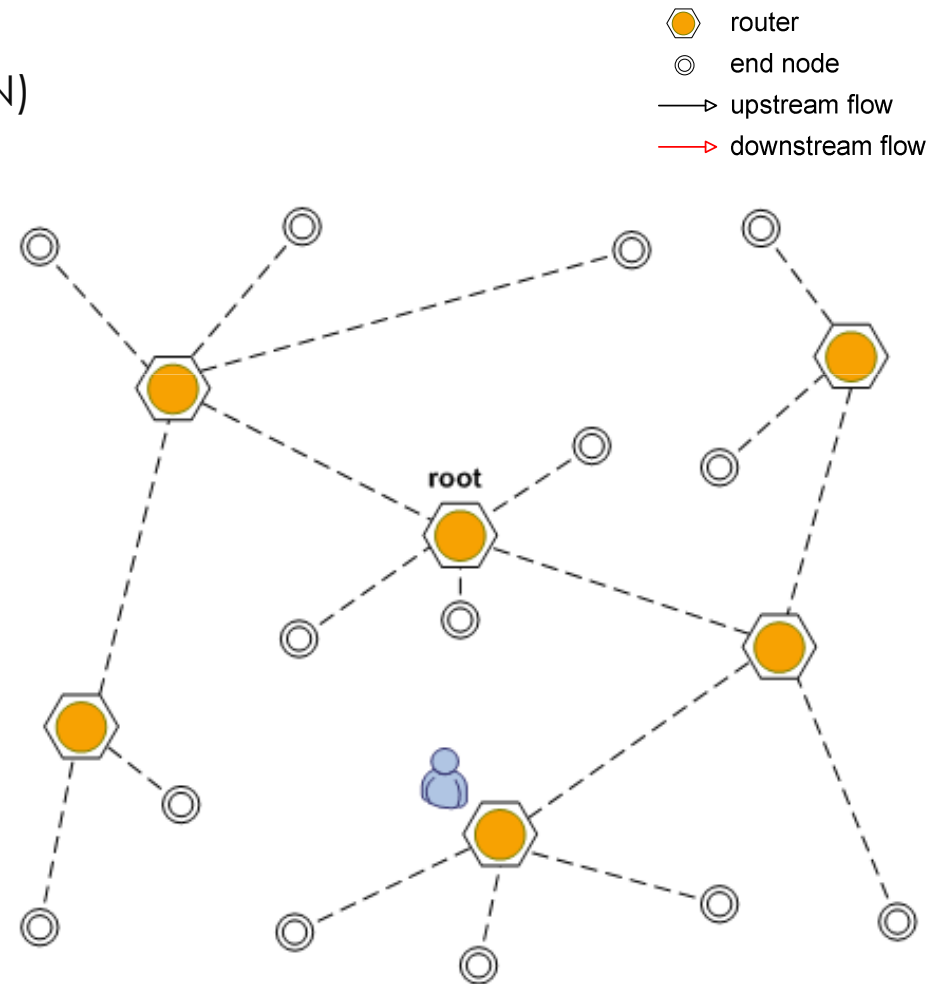 router
end node
N)
upstream flow
downstream flow
root